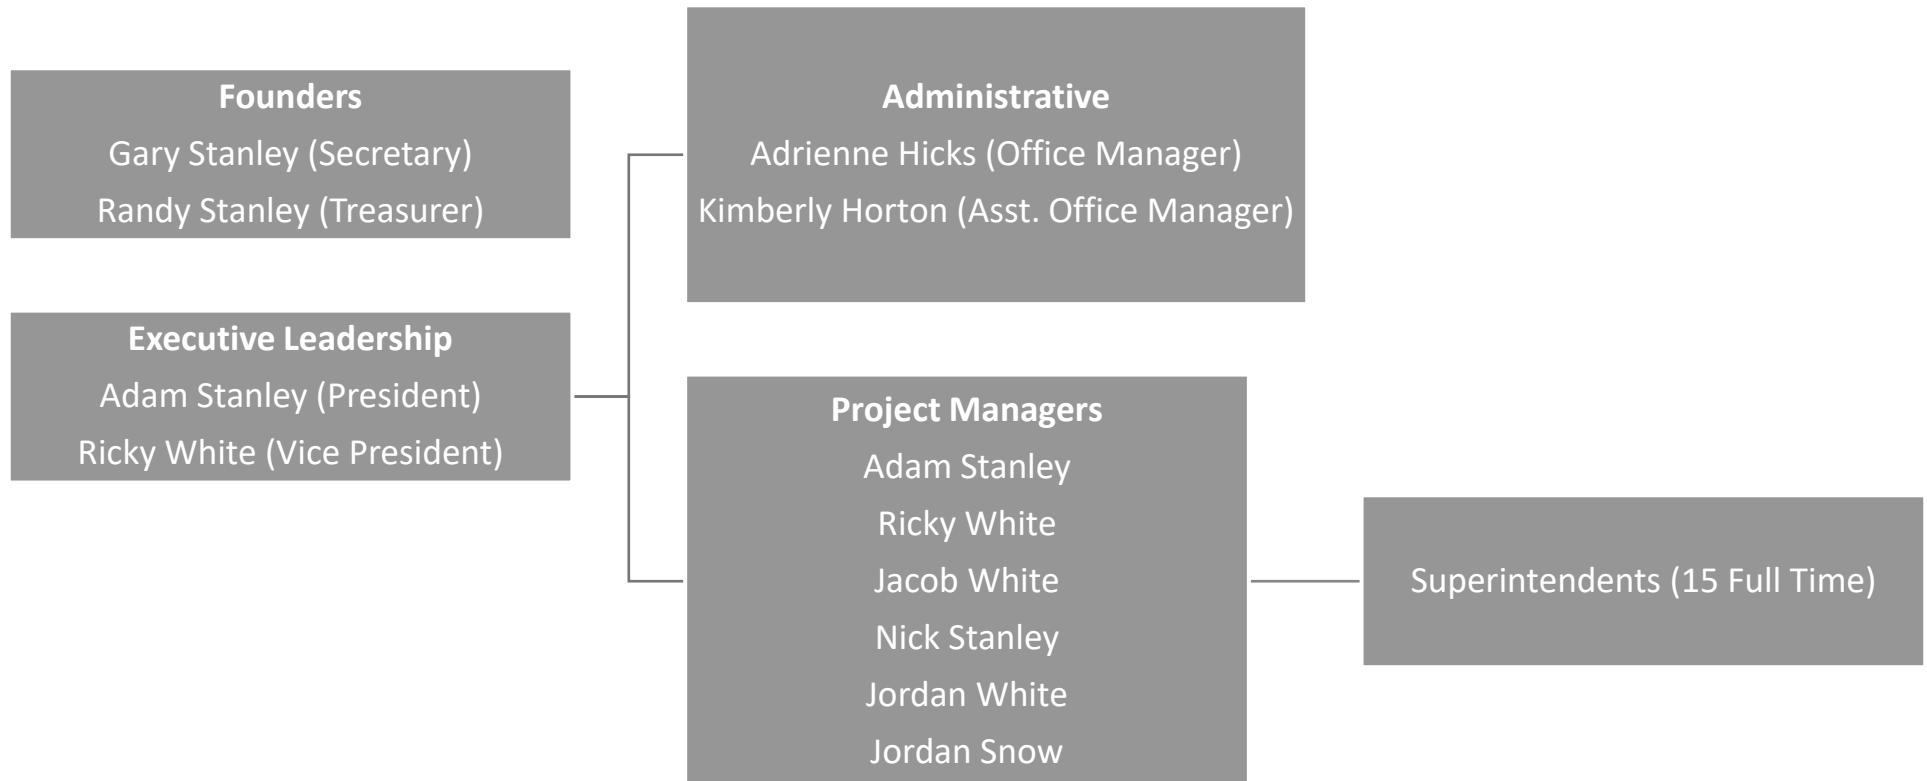 Founders
Gary Stanley (Secretary)
Randy Stanley (Treasurer)
Executive Leadership
Adam Stanley (President)
Ricky White (Vice President)
Administrative
Adrienne Hicks (Office Manager)
Kimberly Horton (Asst. Office Manager)
Project Managers
Adam Stanley
Ricky White
Jacob White
Nick Stanley
Jordan White
Jordan Snow
Superintendents (15 Full Time)